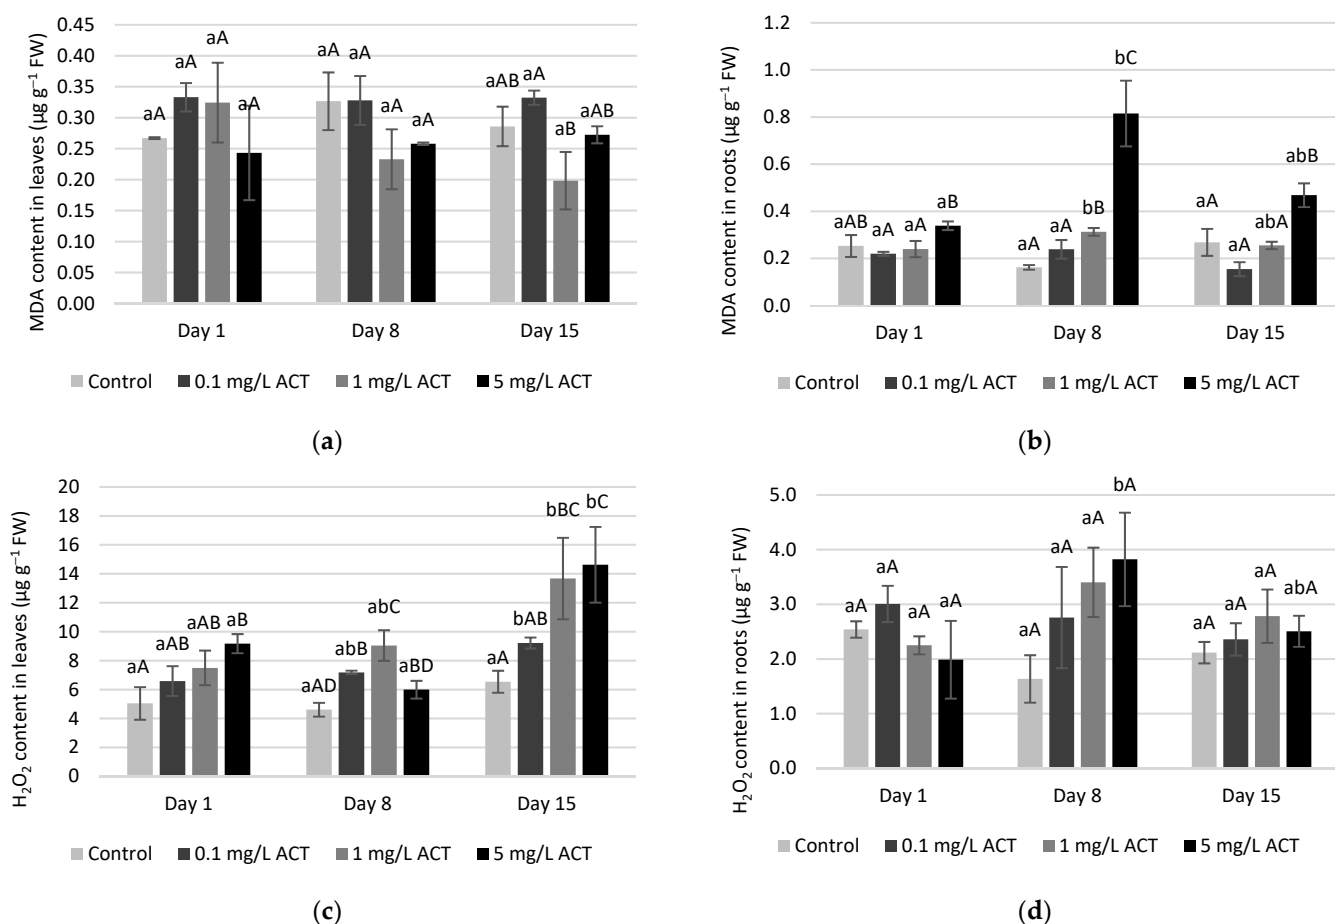 MDA content in leaves (µg g⁻¹ FW)
0.45
0.40
0.35
0.30
0.25
0.20
0.15
0.10
0.05
0.00
aA aA aA aA
aA aA aA aA
aAB aA aB aAB
Day 1 Day 8 Day 15
Control 0.1 mg/L ACT 1 mg/L ACT 5 mg/L ACT
(a)
MDA content in roots (µg g⁻¹ FW)
1.2
1.0
0.8
0.6
0.4
0.2
0.0
aAB aA aA aB
aA aA bB bC
aA aA abA abB
Day 1 Day 8 Day 15
Control 0.1 mg/L ACT 1 mg/L ACT 5 mg/L ACT
(b)
H₂O₂ content in leaves (µg g⁻¹ FW)
20
18
16
14
12
10
8
6
4
2
0
aA aAB aAB aB
aAD abB abC aBD
aA bAB bBC bC
Day 1 Day 8 Day 15
Control 0.1 mg/L ACT 1 mg/L ACT 5 mg/L ACT
(c)
H₂O₂ content in roots (µg g⁻¹ FW)
5.0
4.0
3.0
2.0
1.0
0.0
aA aA aA aA
aA aA aA bA
aA aA aA abA
Day 1 Day 8 Day 15
Control 0.1 mg/L ACT 1 mg/L ACT 5 mg/L ACT
(d)